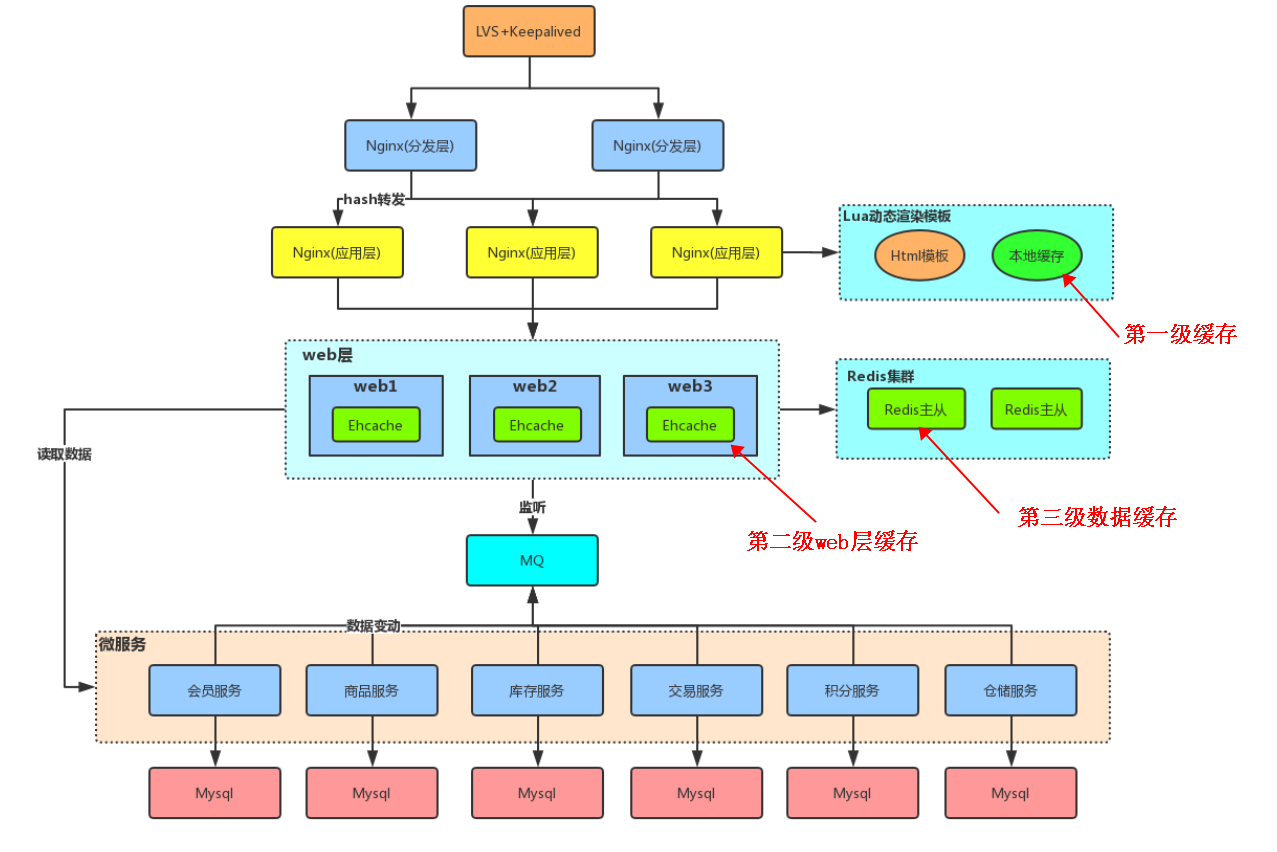 LVS+Keepalived
Nginx(分发层)
Nginx(分发层)
hash转发
Nginx(应用层)
Nginx(应用层)
Nginx(应用层)
Lua动态渲染模板
Html模板
本地缓存
第一级缓存
web层
web1
web2
web3
Ehcache
Ehcache
Ehcache
Redis集群
Redis主从
Redis主从
读取数据
监听
第二级web层缓存
第三级数据缓存
MQ
数据变动
微服务
会员服务
商品服务
库存服务
交易服务
积分服务
仓储服务
Mysql
Mysql
Mysql
Mysql
Mysql
Mysql